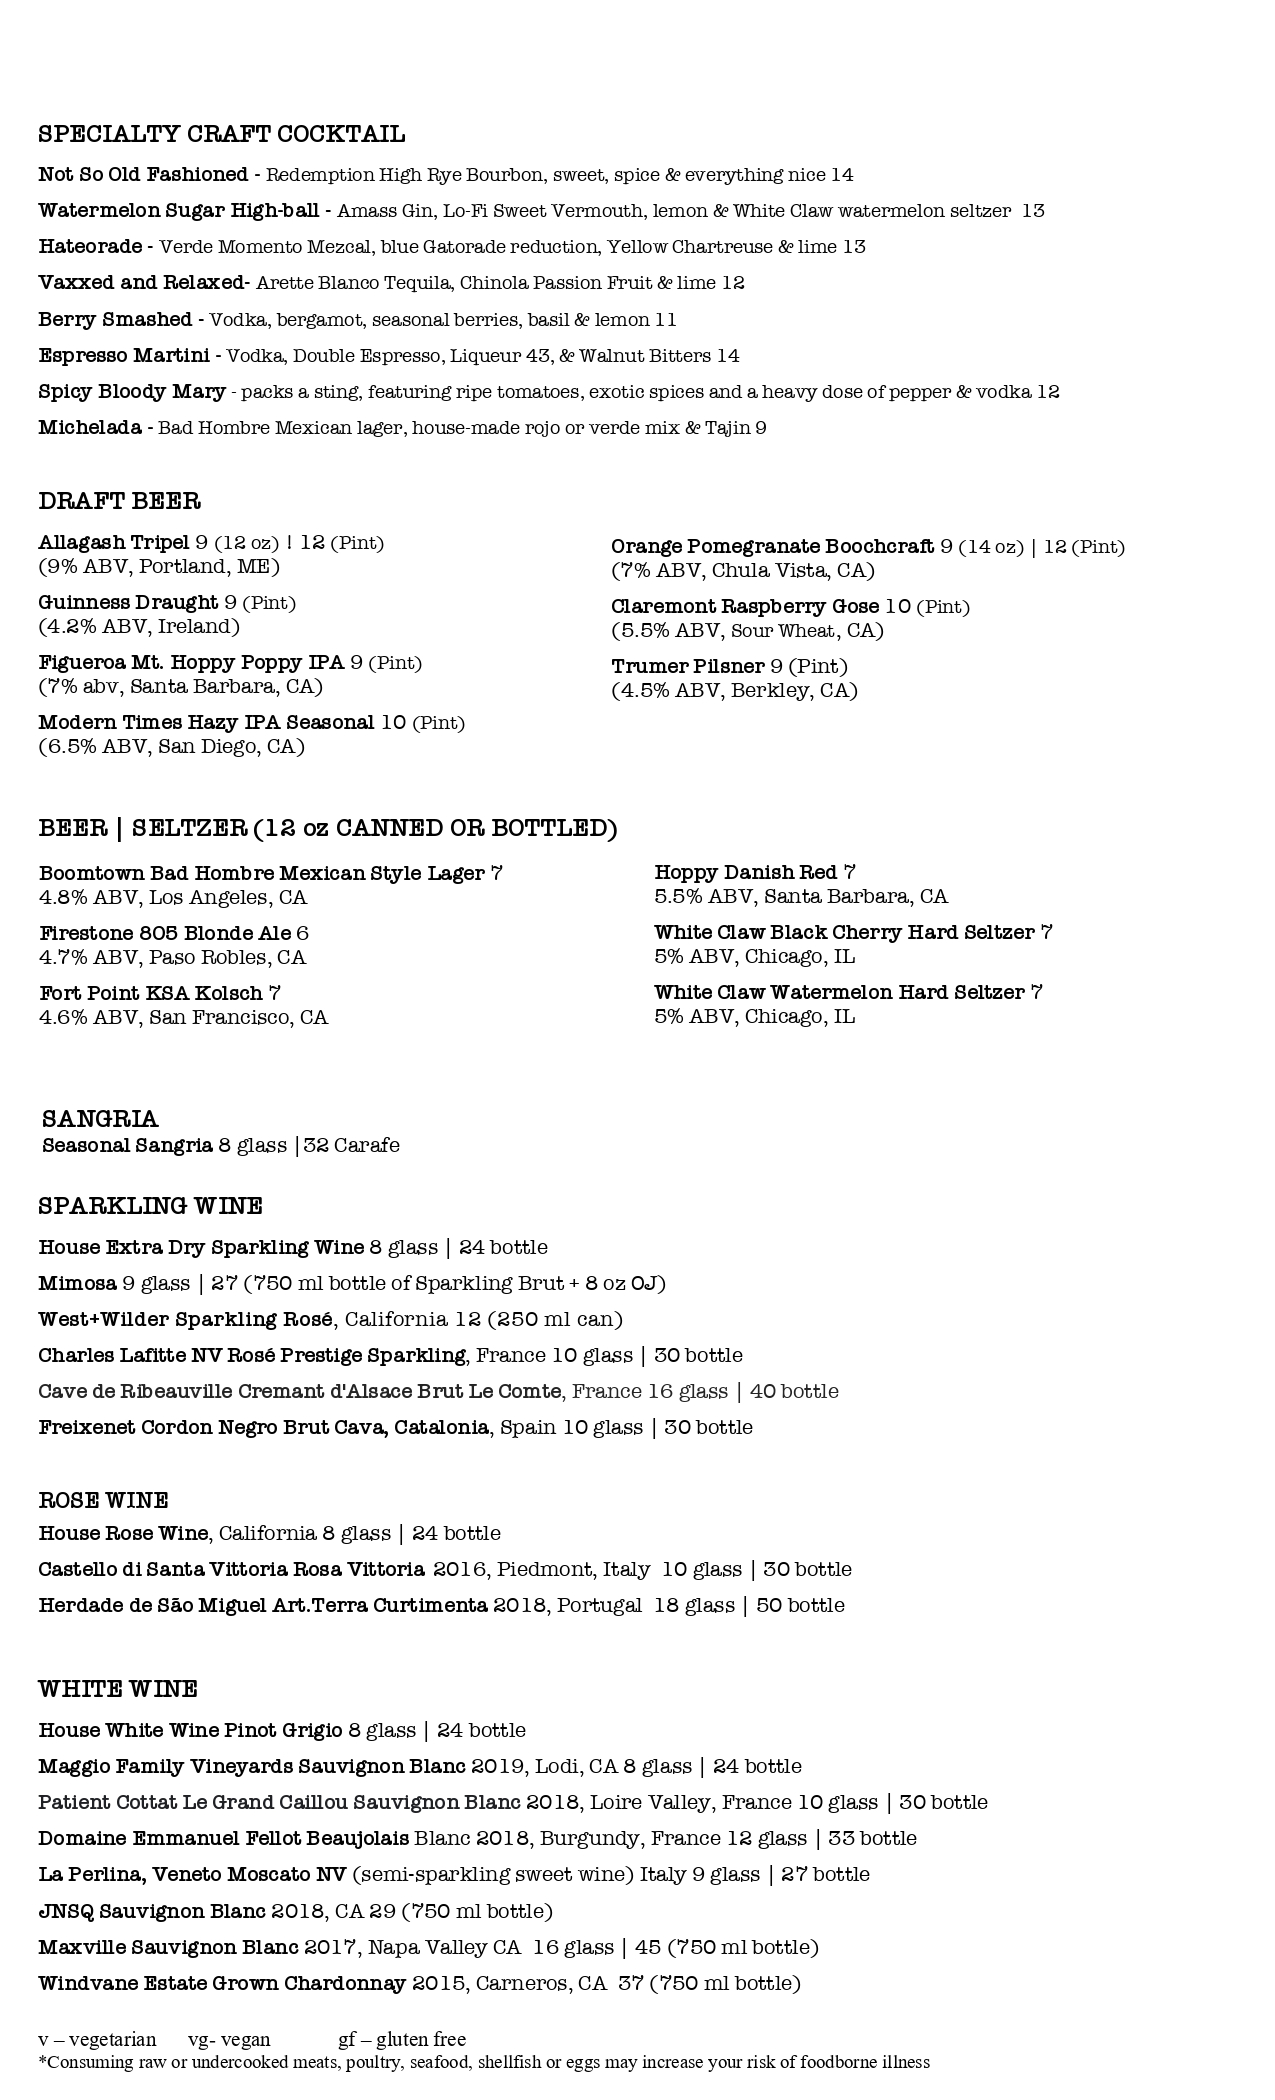 SPECIALTY CRAFT COCKTAIL
Not So Old Fashioned - Redemption High Rye Bourbon, sweet, spice & everything nice 14
Watermelon Sugar High-ball - Amass Gin, Lo-Fi Sweet Vermouth, lemon & White Claw watermelon seltzer 13
Hateorade - Verde Momento Mezcal, blue Gatorade reduction, Yellow Chartreuse & lime 13
Vaxxed and Relaxed- Arette Blanco Tequila, Chinola Passion Fruit & lime 12
Berry Smashed - Vodka, bergamot, seasonal berries, basil & lemon 11
Espresso Martini - Vodka, Double Espresso, Liqueur 43, & Walnut Bitters 14
Spicy Bloody Mary - packs a sting, featuring ripe tomatoes, exotic spices and a heavy dose of pepper & vodka 12
Michelada - Bad Hombre Mexican lager, house-made rojo or verde mix & Tajin 9
DRAFT BEER
Allagash Tripel 9 (12 oz) ! 12 (Pint)
(9% ABV, Portland, ME)
Guinness Draught 9 (Pint)
(4.2% ABV, Ireland)
Figueroa Mt. Hoppy Poppy IPA 9 (Pint)
(7% abv, Santa Barbara, CA)
Modern Times Hazy IPA Seasonal 10 (Pint)
(6.5% ABV, San Diego, CA)
Orange Pomegranate Boochcraft 9 (14 oz) | 12 (Pint)
(7% ABV, Chula Vista, CA)
Claremont Raspberry Gose 10 (Pint)
(5.5% ABV, Sour Wheat, CA)
Trumer Pilsner 9 (Pint)
(4.5% ABV, Berkley, CA)
BEER | SELTZER (12 oz CANNED OR BOTTLED)
Boomtown Bad Hombre Mexican Style Lager 7
4.8% ABV, Los Angeles, CA
Firestone 805 Blonde Ale 6
4.7% ABV, Paso Robles, CA
Fort Point KSA Kolsch 7
4.6% ABV, San Francisco, CA
Hoppy Danish Red 7
5.5% ABV, Santa Barbara, CA
White Claw Black Cherry Hard Seltzer 7
5% ABV, Chicago, IL
White Claw Watermelon Hard Seltzer 7
5% ABV, Chicago, IL
SANGRIA
Seasonal Sangria 8 glass |32 Carafe
SPARKLING WINE
House Extra Dry Sparkling Wine 8 glass | 24 bottle
Mimosa 9 glass | 27 (750 ml bottle of Sparkling Brut + 8 oz OJ)
West+Wilder Sparkling Rosé, California 12 (250 ml can)
Charles Lafitte NV Rosé Prestige Sparkling, France 10 glass | 30 bottle
Cave de Ribeauville Cremant d'Alsace Brut Le Comte, France 16 glass | 40 bottle
Freixenet Cordon Negro Brut Cava, Catalonia, Spain 10 glass | 30 bottle
ROSE WINE
House Rose Wine, California 8 glass | 24 bottle
Castello di Santa Vittoria Rosa Vittoria 2016, Piedmont, Italy 10 glass | 30 bottle
Herdade de São Miguel Art.Terra Curtimenta 2018, Portugal 18 glass | 50 bottle
WHITE WINE
House White Wine Pinot Grigio 8 glass | 24 bottle
Maggio Family Vineyards Sauvignon Blanc 2019, Lodi, CA 8 glass | 24 bottle
Patient Cottat Le Grand Caillou Sauvignon Blanc 2018, Loire Valley, France 10 glass | 30 bottle
Domaine Emmanuel Fellot Beaujolais Blanc 2018, Burgundy, France 12 glass | 33 bottle
La Perlina, Veneto Moscato NV (semi-sparkling sweet wine) Italy 9 glass | 27 bottle
JNSQ Sauvignon Blanc 2018, CA 29 (750 ml bottle)
Maxville Sauvignon Blanc 2017, Napa Valley CA 16 glass | 45 (750 ml bottle)
Windvane Estate Grown Chardonnay 2015, Carneros, CA 37 (750 ml bottle)
v – vegetarian vg- vegan gf – gluten free
*Consuming raw or undercooked meats, poultry, seafood, shellfish or eggs may increase your risk of foodborne illness